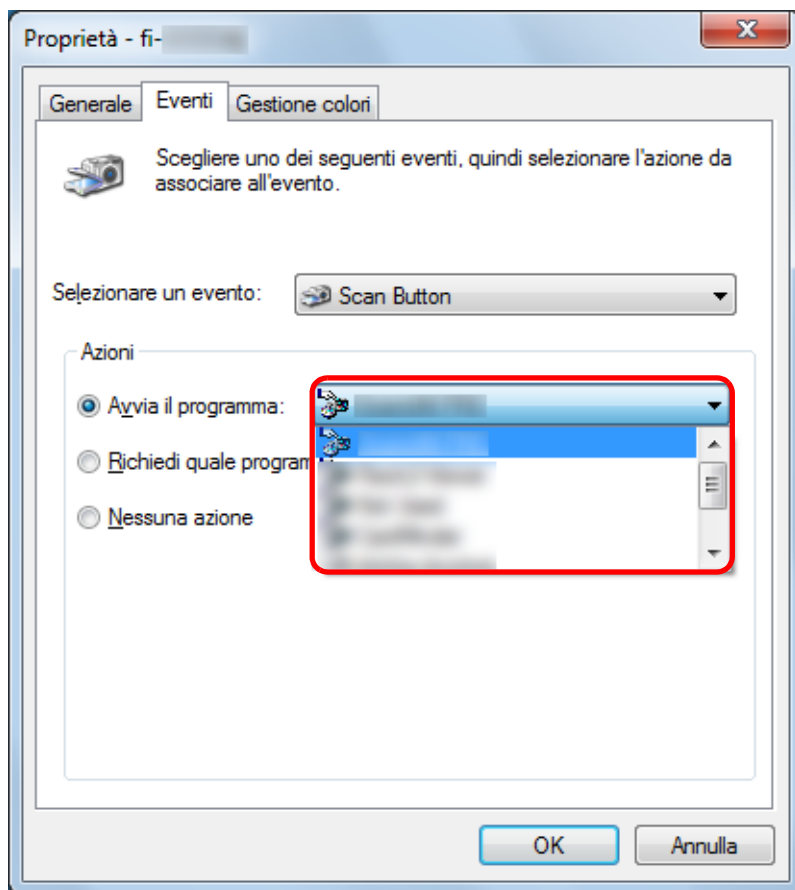 Proprietà - fi-
Generale Eventi Gestione colori
Scegliere uno dei seguenti eventi, quindi selezionare l'azione da
associare all'evento.
Selezionare un evento: Scan Button
Azioni
Avvia il programma:
Richiedi quale
Nessuna azione
OK Annulla